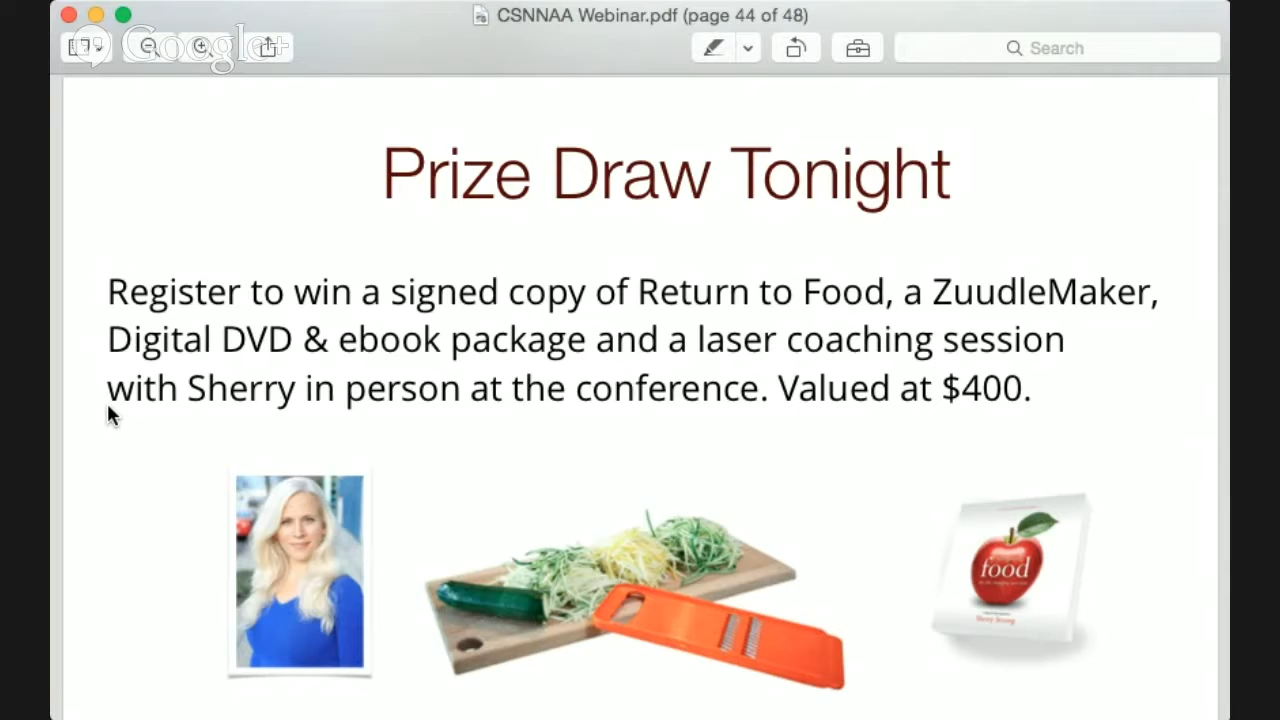 CSNNAA Webinar.pdf (page 44 of 48)
Google+
Search
Prize Draw Tonight
Register to win a signed copy of Return to Food, a ZuudleMaker,
Digital DVD & ebook package and a laser coaching session
with Sherry in person at the conference. Valued at $400.
food